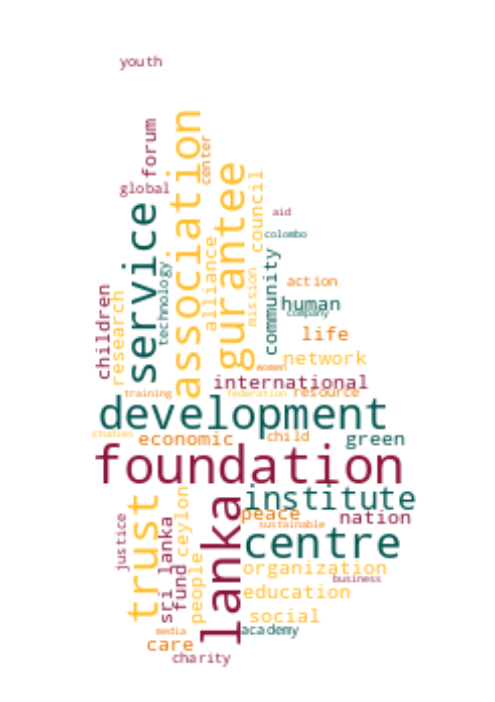 youth
forum
association
center
global
service
gurantee
council
aid
colombo
technology
alliance
mission
community
children
research
action
human
company
life
network
women
international
training
federation
resource
development
studies
economic
child
green
foundation
institute
trust
lanka
ceylon
peace
nation
sustainable
justice
sri lanka
centre
fund
people
organization
business
education
social
media
academy
care
charity